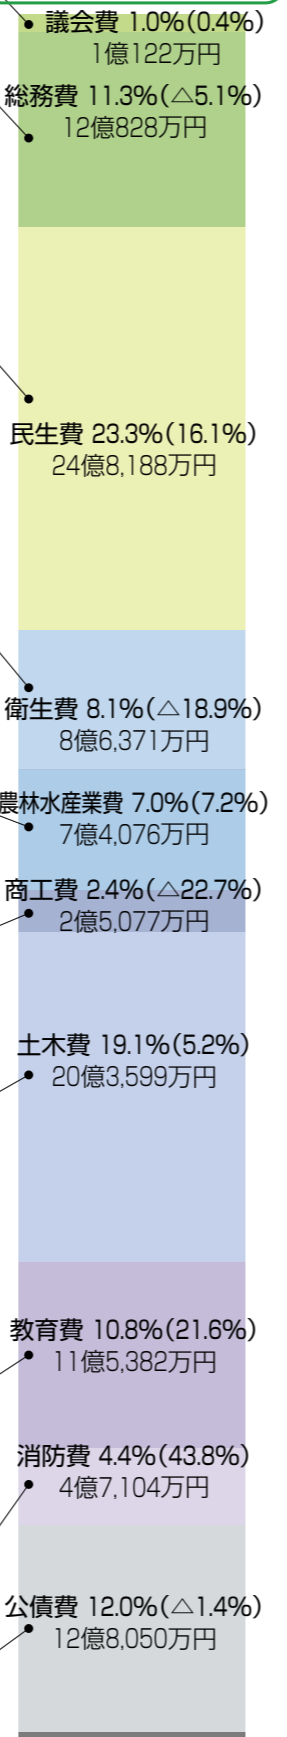 議会費 1.0%(0.4%)
1億122万円
総務費 11.3%(△5.1%)
12億828万円
民生費 23.3%(16.1%)
24億8,188万円
衛生費 8.1%(△18.9%)
8億6,371万円
農林水産業費 7.0%(7.2%)
7億4,076万円
商工費 2.4%(△22.7%)
2億5,077万円
土木費 19.1%(5.2%)
20億3,599万円
教育費 10.8%(21.6%)
11億5,382万円
消防費 4.4%(43.8%)
4億7,104万円
公債費 12.0%(△1.4%)
12億8,050万円